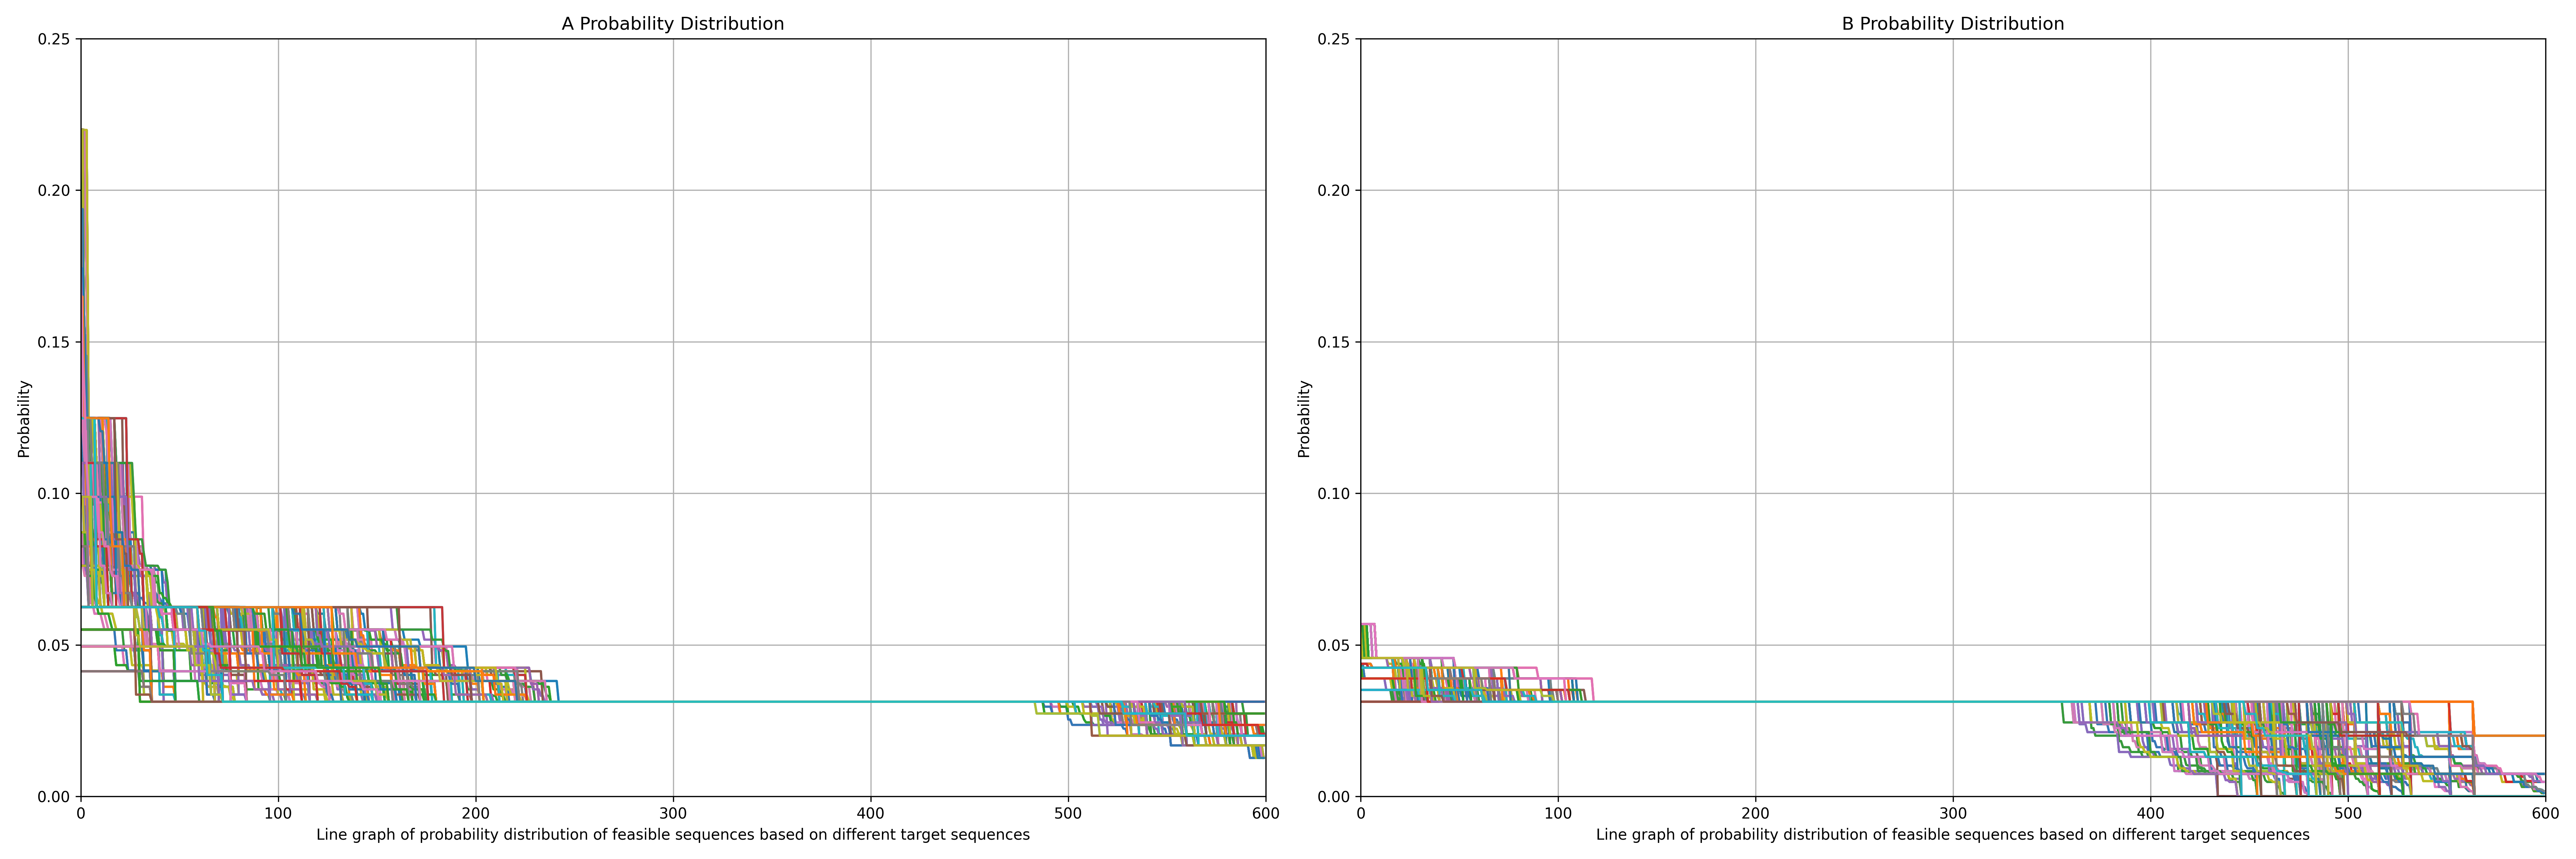 A Probability Distribution
0.25
0.20
0.15
0.10
0.05
0.00
Probability
0 100 200 300 400 500 600
Line graph of probability distribution of feasible sequences based on different target sequences
B Probability Distribution
0.25
0.20
0.15
0.10
0.05
0.00
Probability
0 100 200 300 400 500 600
Line graph of probability distribution of feasible sequences based on different target sequences